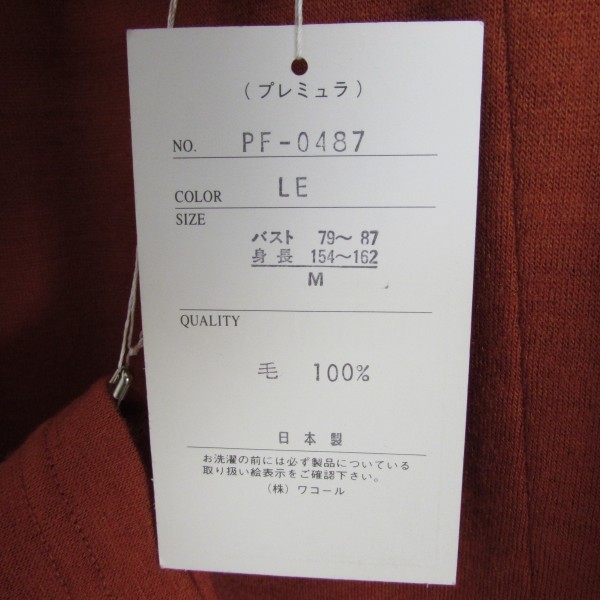 (プレミュラ)
NO. PF-0487
COLOR LE
SIZE
バスト 79〜87
身長 154〜162
M
QUALITY
毛 100%
日本製
お洗濯の前には必ず製品についている
取り扱い絵表示をご確認下さい。
(株)ワコール